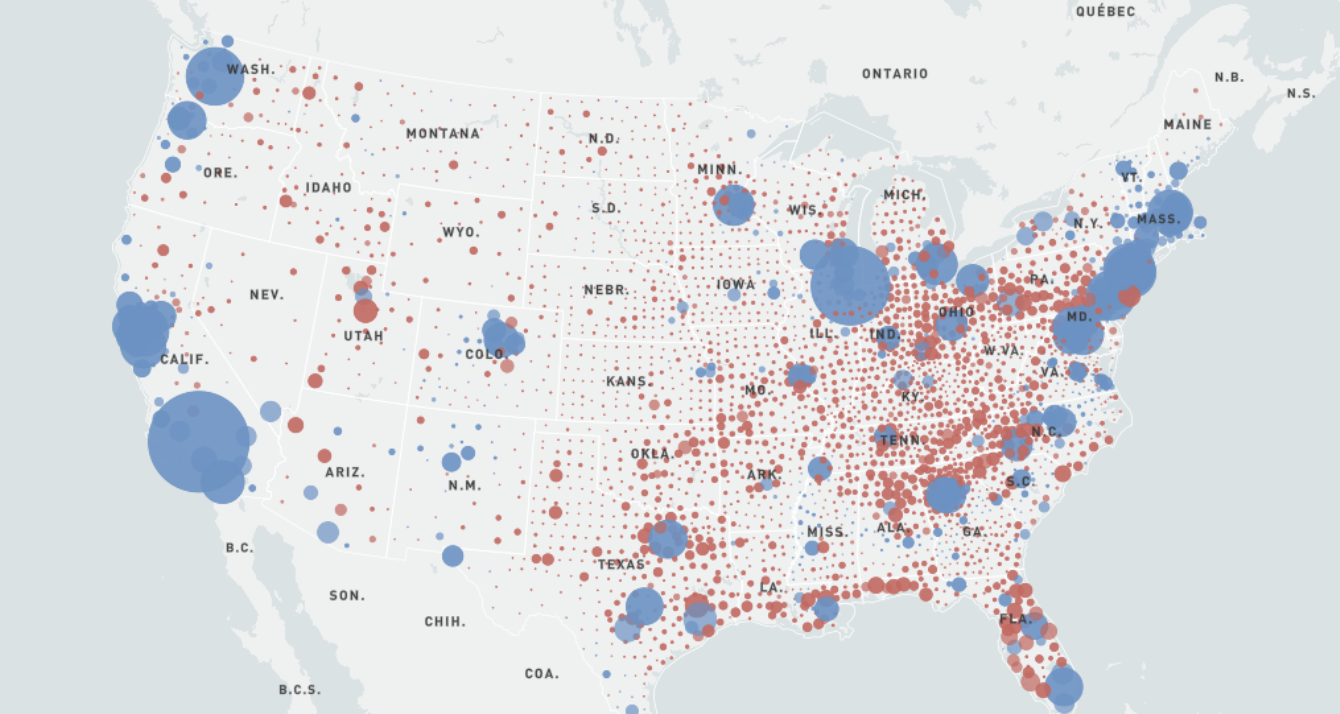 QUÉBEC
WASH.
ONTARIO
N.B.
N.S.
MAINE
MONTANA
N.D.
MINN.
ORE.
IDAHO
VT.
MICH.
S.D.
WIS.
MASS.
N.Y.
WYO.
PA.
IOWA
NEBR.
NEV.
OHIO
MD.
UTAH
ILL.
IND.
COLO.
W.VA.
CALIF.
VA.
KANS.
MO.
KY.
N.C.
TENN.
OKLA.
ARIZ.
ARK.
S.C.
N.M.
ALA.
MISS.
GA.
B.C.
TEXAS
LA.
SON.
FLA.
CHIH.
COA.
B.C.S.